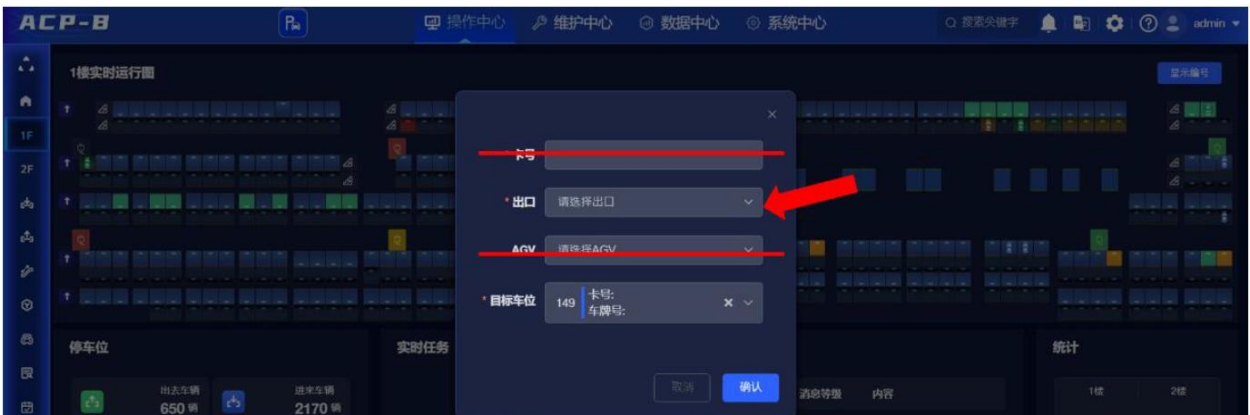 ACP-B
操作中心 维护中心 数据中心 系统中心 搜索关键字 admin
1楼实时运行图 显示编号
1F
2F
* 卡号
* 出口 请选择出口
AGV 请选择AGV
* 目标车位 149 卡号:
车牌号:
取消 确认
停车位 实时任务 统计
出去车辆 进来车辆 消息等级 内容 1楼 2楼
650 辆 2170 辆